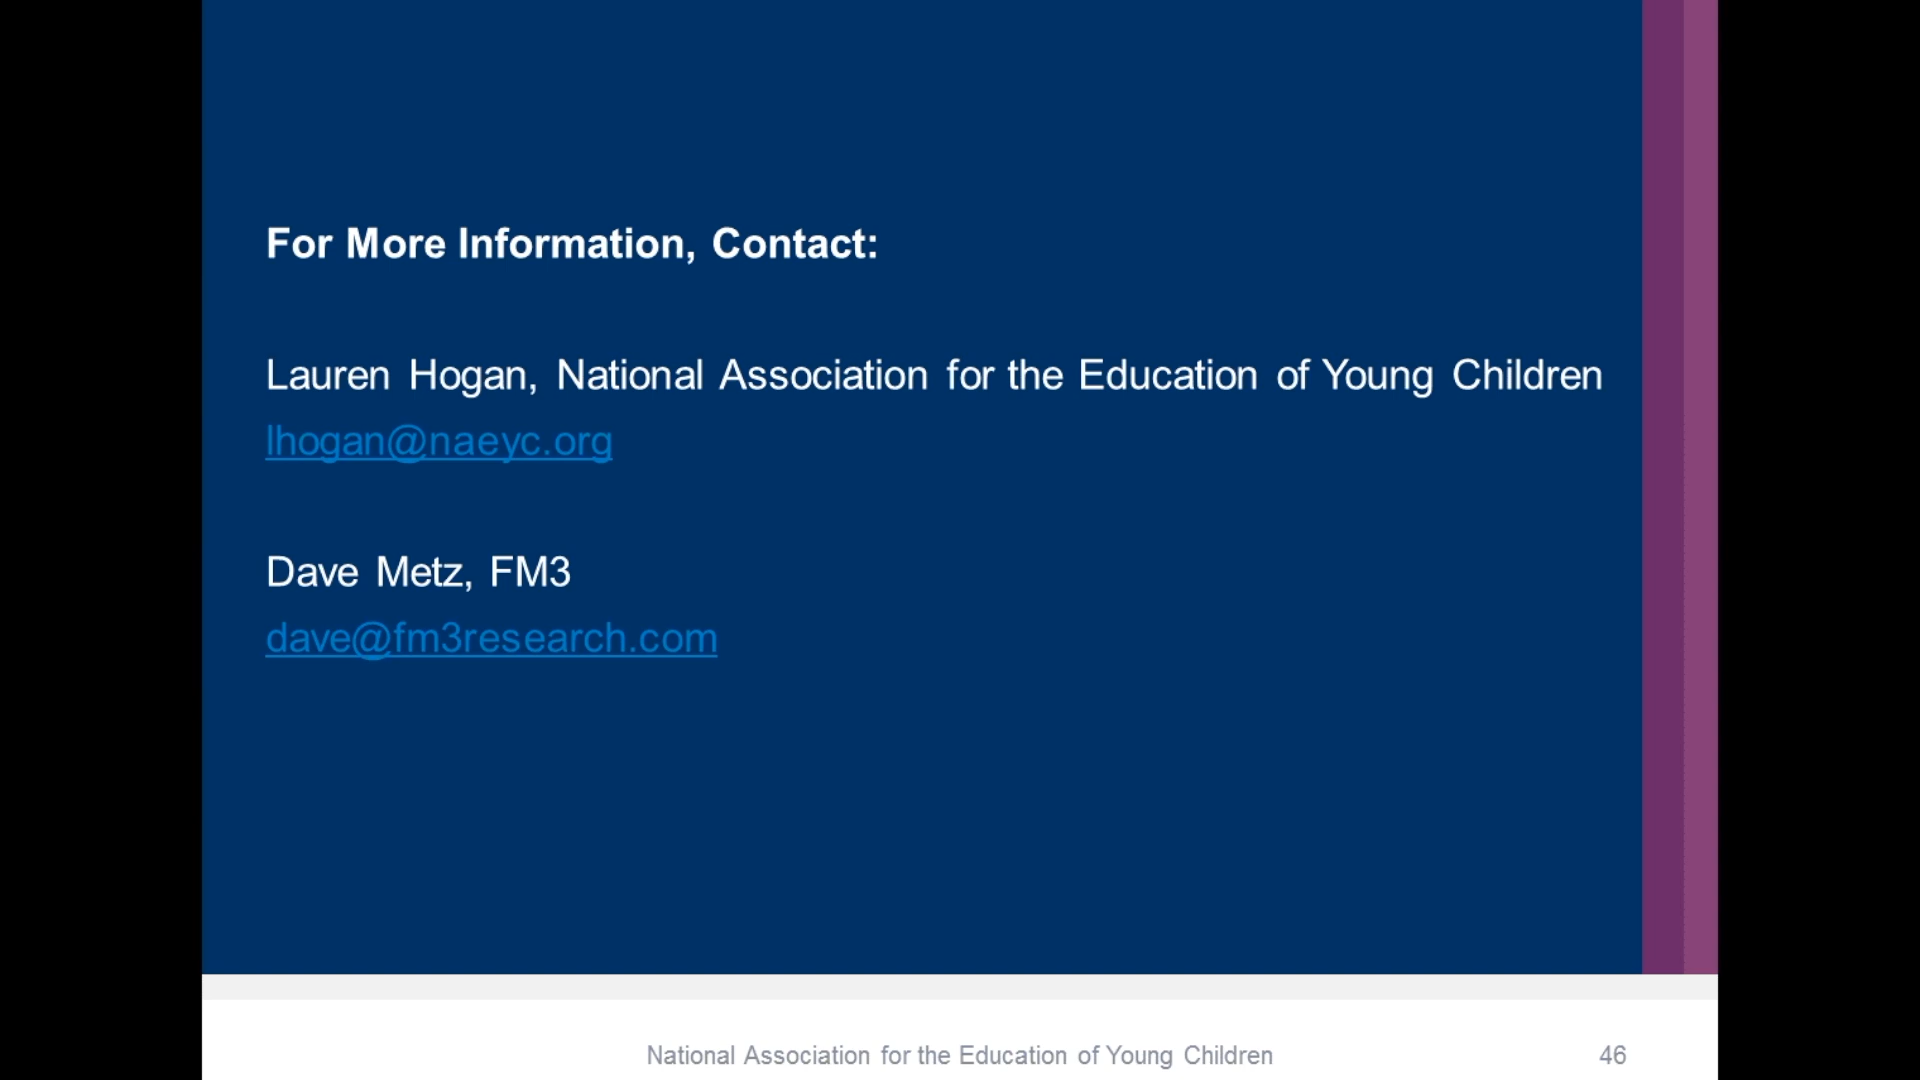 For More Information, Contact:
Lauren Hogan, National Association for the Education of Young Children
lhogan@naeyc.org
Dave Metz, FM3
dave@fm3research.com
National Association for the Education of Young Children
46